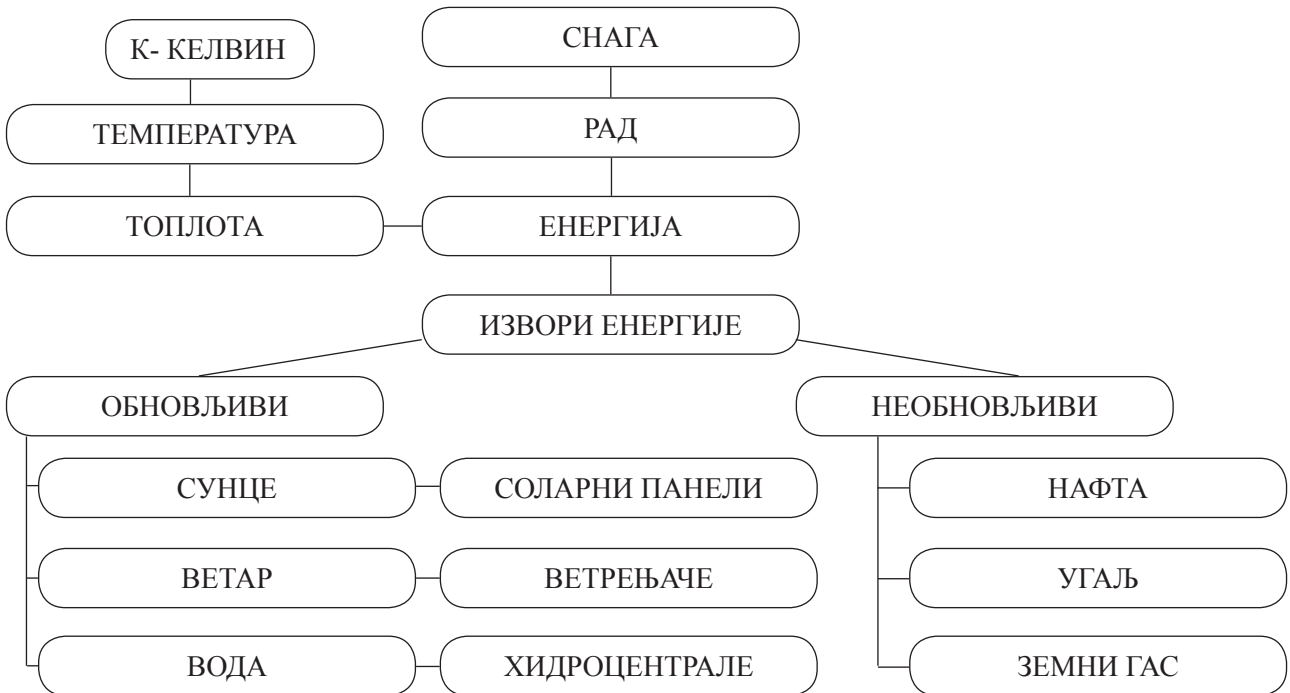 К- КЕЛВИН
СНАГА
ТЕМПЕРАТУРА
РАД
ТОПЛОТА
ЕНЕРГИЈА
ИЗВОРИ ЕНЕРГИЈЕ
ОБНОВЉИВИ
НЕОБНОВЉИВИ
СУНЦЕ
СОЛАРНИ ПАНЕЛИ
НАФТА
ВЕТАР
ВЕТРЕЊАЧЕ
УГАЉ
ВОДА
ХИДРОЦЕНТРАЛЕ
ЗЕМНИ ГАС